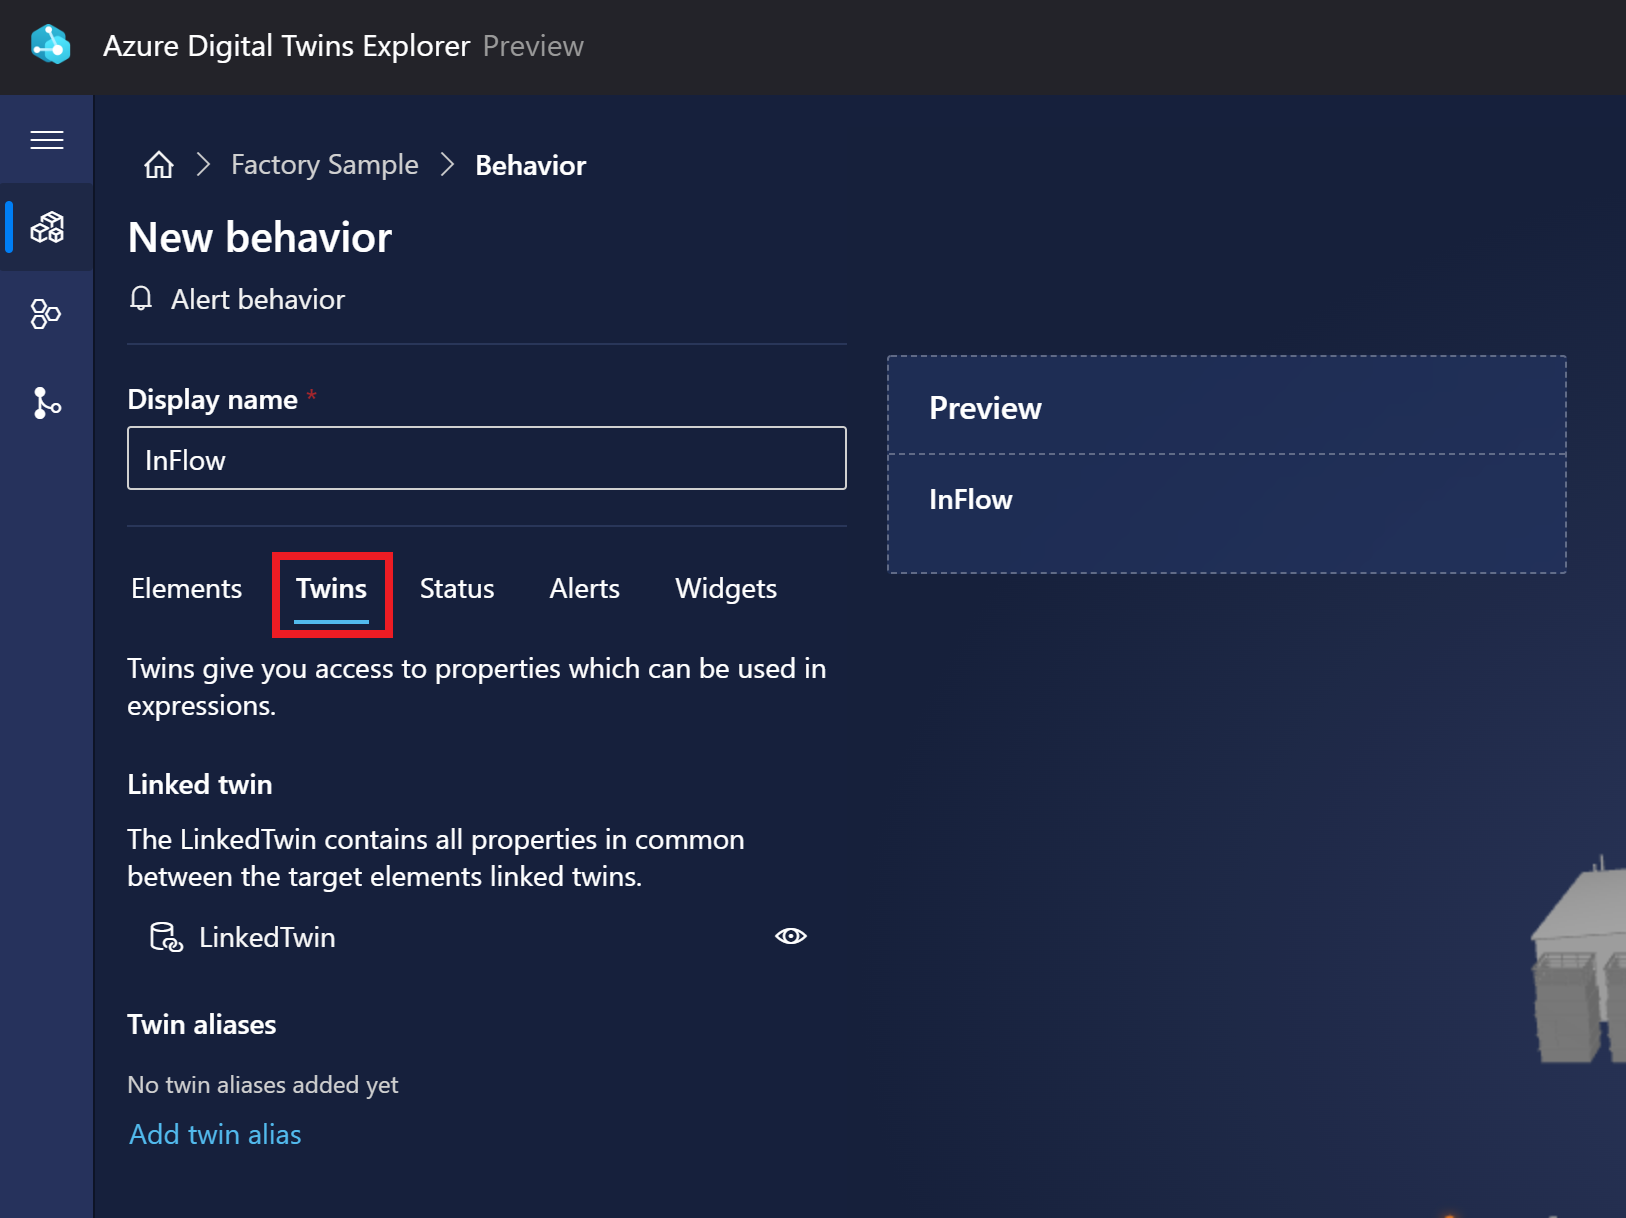 Azure Digital Twins Explorer Preview
Factory Sample Behavior
New behavior
Alert behavior
Display name *
InFlow
Preview
InFlow
Elements Twins Status Alerts Widgets
Twins give you access to properties which can be used in
expressions.
Linked twin
The LinkedTwin contains all properties in common
between the target elements linked twins.
LinkedTwin
Twin aliases
No twin aliases added yet
Add twin alias